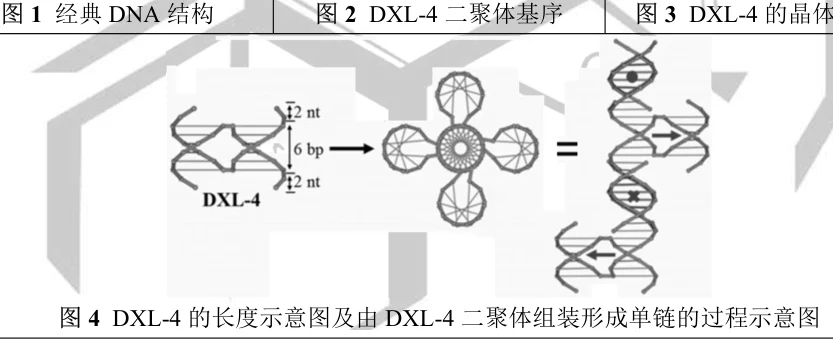 图 1 经典 DNA 结构 图 2 DXL-4 二聚体基序 图 3 DXL-4 的晶体
2 nt
6 bp
2 nt
DXL-4
=
图 4 DXL-4 的长度示意图及由 DXL-4 二聚体组装形成单链的过程示意图